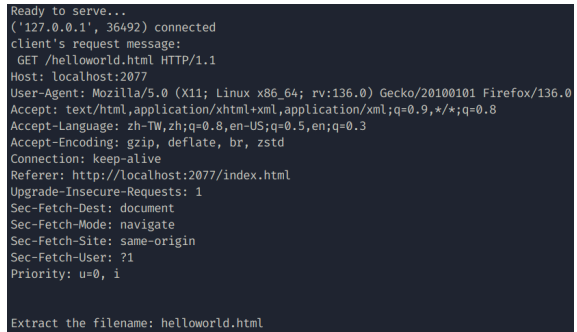 Ready to serve...
('127.0.0.1', 36492) connected
client's request message:
 GET /helloworld.html HTTP/1.1
Host: localhost:2077
User-Agent: Mozilla/5.0 (X11; Linux x86_64; rv:136.0) Gecko/20100101 Firefox/136.0
Accept: text/html,application/xhtml+xml,application/xml;q=0.9,*/*;q=0.8
Accept-Language: zh-TW,zh;q=0.8,en-US;q=0.5,en;q=0.3
Accept-Encoding: gzip, deflate, br, zstd
Connection: keep-alive
Referer: http://localhost:2077/index.html
Upgrade-Insecure-Requests: 1
Sec-Fetch-Dest: document
Sec-Fetch-Mode: navigate
Sec-Fetch-Site: same-origin
Sec-Fetch-User: ?1
Priority: u=0, i
Extract the filename: helloworld.html